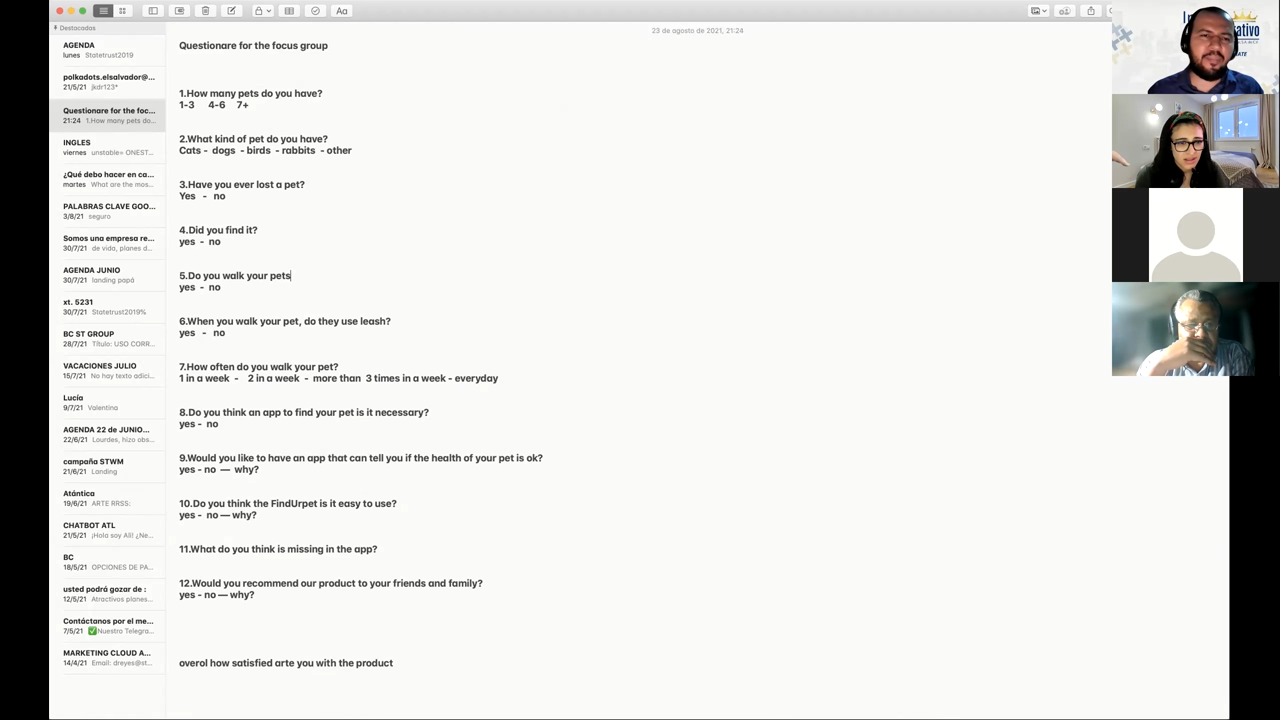 Destacadas
AGENDA
lunes Statetrust2019
polkadots.elsalvador@...
21/5/21 jkdr123*
Questionare for the foc...
21:24 1.How many pets do...
INGLES
viernes unstable= ONEST...
¿Qué debo hacer en ca...
martes What are the mos...
PALABRAS CLAVE GOO...
3/8/21 seguro
Somos una empresa re...
30/7/21 de vida, planes d...
AGENDA JUNIO
30/7/21 landing papá
xt. 5231
30/7/21 Statetrust2019%
BC ST GROUP
28/7/21 Título: USO CORR...
VACACIONES JULIO
15/7/21 No hay texto adici...
Lucía
9/7/21 Valentina
AGENDA 22 de JUNIO...
22/6/21 Lourdes, hizo obs...
campaña STWM
21/6/21 Landing
Atántica
19/6/21 ARTE RRSS:
CHATBOT ATL
21/5/21 ¡Hola soy Ali! ¿Ne...
BC
18/5/21 OPCIONES DE PA...
usted podrá gozar de :
12/5/21 Atractivos planes...
Contáctanos por el me...
7/5/21 ✅Nuestro Telegra...
MARKETING CLOUD A...
14/4/21 Email: dreyes@st...
Aa
23 de agosto de 2021, 21:24
Questionare for the focus group
1.How many pets do you have?
1-3 4-6 7+
2.What kind of pet do you have?
Cats - dogs - birds - rabbits - other
3.Have you ever lost a pet?
Yes - no
4.Did you find it?
yes - no
5.Do you walk your pets
yes - no
6.When you walk your pet, do they use leash?
yes - no
7.How often do you walk your pet?
1 in a week - 2 in a week - more than 3 times in a week - everyday
8.Do you think an app to find your pet is it necessary?
yes - no
9.Would you like to have an app that can tell you if the health of your pet is ok?
yes - no — why?
10.Do you think the FindUrpet is it easy to use?
yes - no — why?
11.What do you think is missing in the app?
12.Would you recommend our product to your friends and family?
yes - no — why?
overol how satisfied arte you with the product